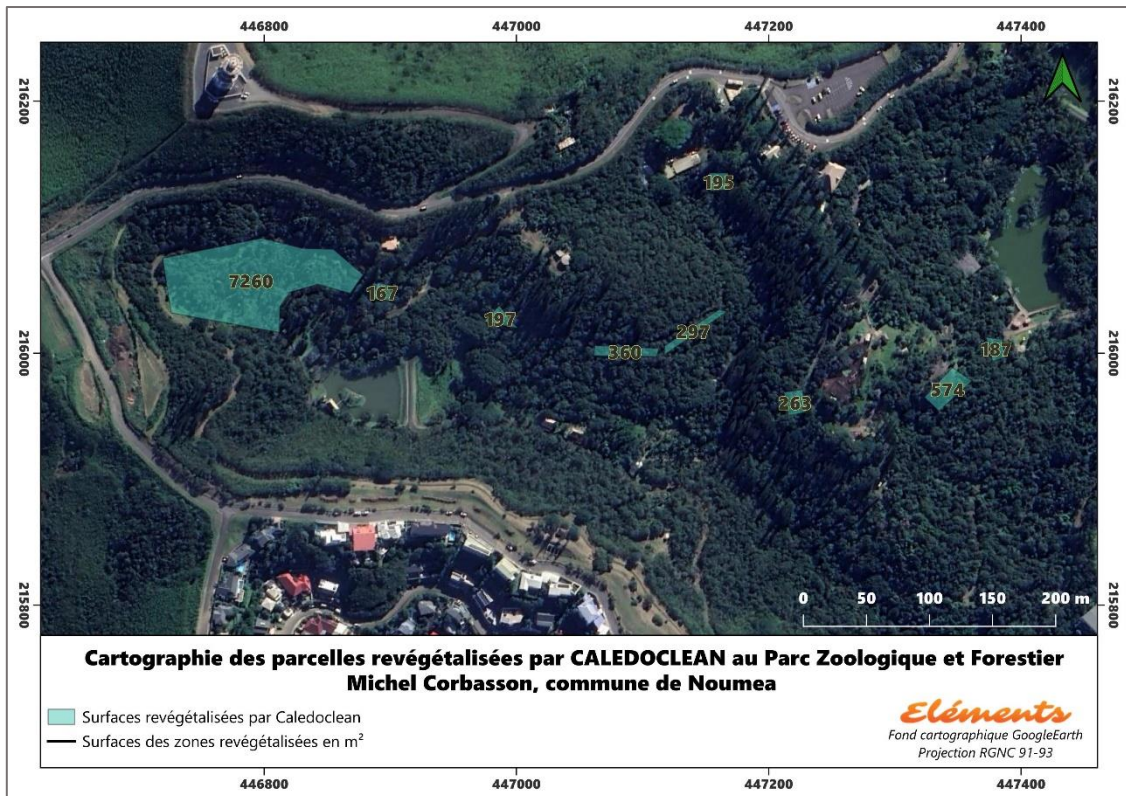 446800 447000 447200 447400
216200 216200
195
7260
167
197
297
360
187
216000 216000
574
263
0 50 100 150 200 m
215800 215800
Cartographie des parcelles revégétalisées par CALEDOCLEAN au Parc Zoologique et Forestier
Michel Corbasson, commune de Noumea
Surfaces revégétalisées par Caledoclean
Surfaces des zones revégétalisées en m²
Eléments
Fond cartographique GoogleEarth
Projection RGNC 91-93
446800 447000 447200 447400